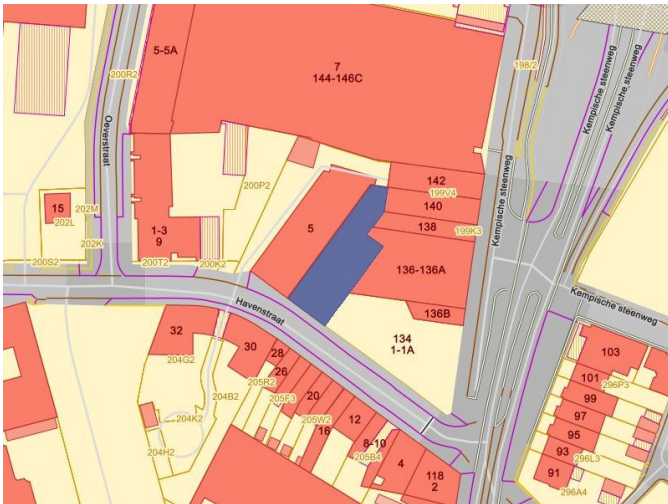 5-5A
7
144-146C
198/2
Kempische steenweg
Kempische steenweg
200R2
Oeverstraat
142
199V4
140
200P2
Kempische steenweg
138
199K3
15
202M
202L
5
1-3
9
202K
136-136A
200S2
200T2
200K2
136B
Kempische steenweg
Havenstraat
134
1-1A
32
204G2
30
28
26
205R2
205F3
20
205W2
16
12
8-10
205B4
4
118
2
204B2
204K2
204H2
103
101
296P3
99
97
95
93
296L3
91
296A4